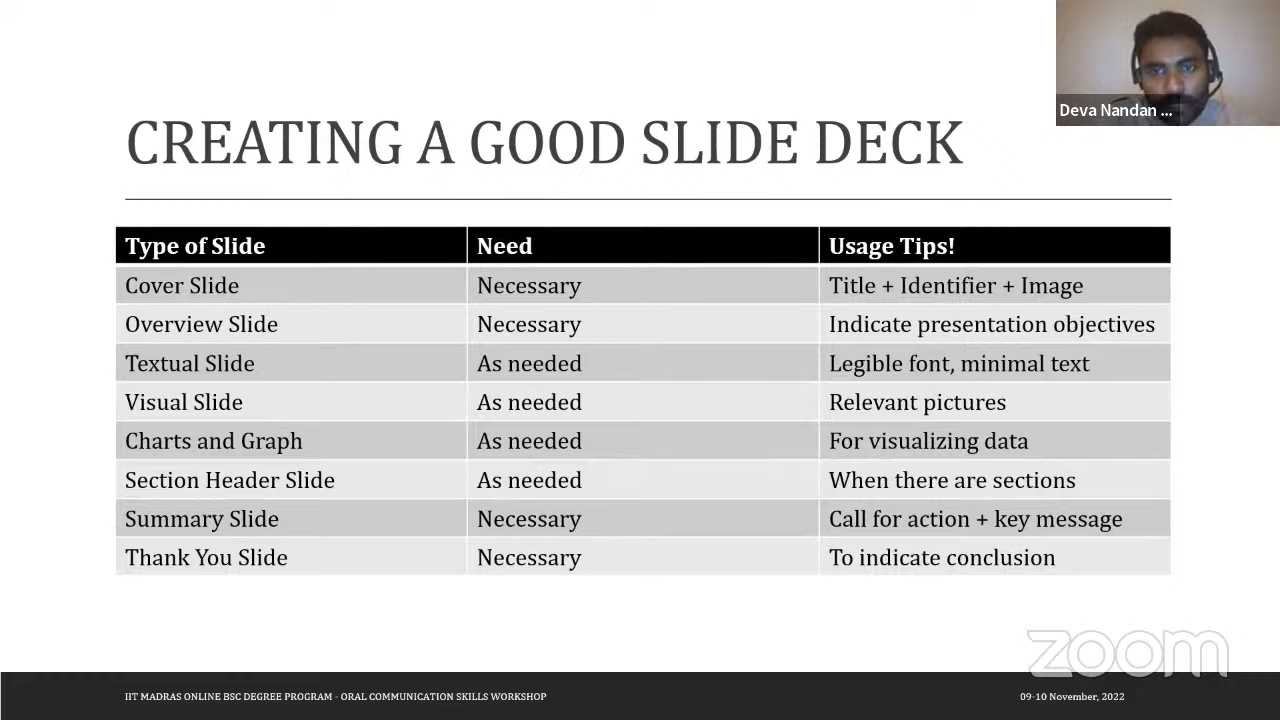 Deva Nandan ...
CREATING A GOOD SLIDE DECK
Type of Slide Need Usage Tips!
Cover Slide Necessary Title + Identifier + Image
Overview Slide Necessary Indicate presentation objectives
Textual Slide As needed Legible font, minimal text
Visual Slide As needed Relevant pictures
Charts and Graph As needed For visualizing data
Section Header Slide As needed When there are sections
Summary Slide Necessary Call for action + key message
Thank You Slide Necessary To indicate conclusion
zoom
IIT MADRAS ONLINE BSC DEGREE PROGRAM - ORAL COMMUNICATION SKILLS WORKSHOP 09-10 November, 2022